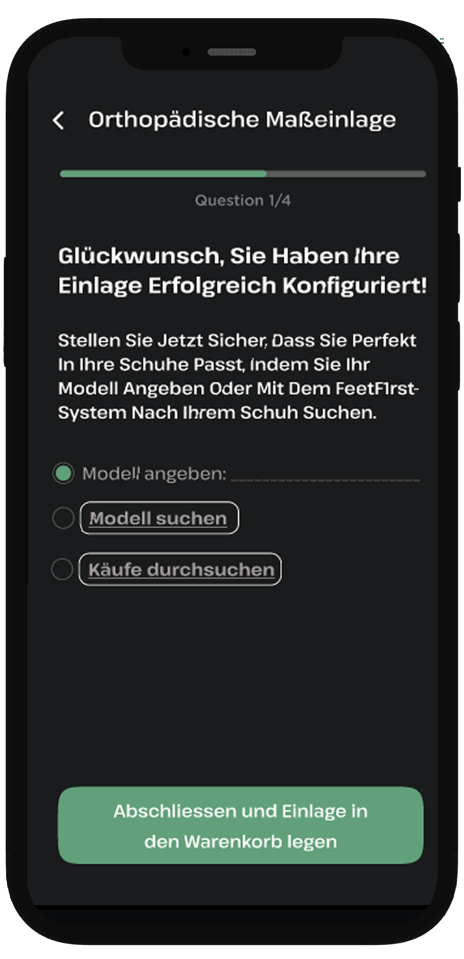 Orthopädische Maßeinlage
Question 1/4
Glückwunsch, Sie Haben Ihre
Einlage Erfolgreich Konfiguriert!
Stellen Sie Jetzt Sicher, Dass Sie Perfekt
In Ihre Schuhe Passt, Indem Sie Ihr
Modell Angeben Oder Mit Dem FeetF1rst-
System Nach Ihrem Schuh Suchen.
Modell angeben: ____________________
Modell suchen
Käufe durchsuchen
Abschliessen und Einlage in
den Warenkorb legen